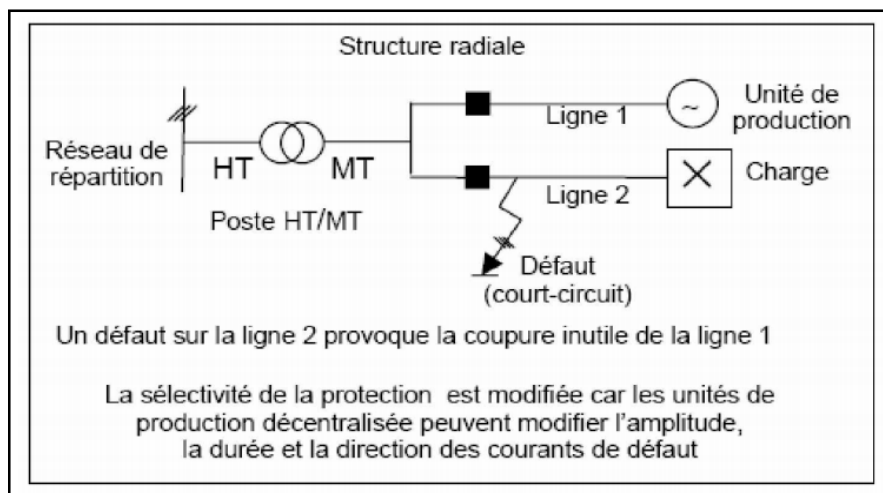 Structure radiale
Unité de
production
Ligne 1
~
Réseau de
répartition
HT
MT
Charge
Ligne 2
Poste HT/MT
Défaut
(court-circuit)
Un défaut sur la ligne 2 provoque la coupure inutile de la ligne 1
La sélectivité de la protection est modifiée car les unités de
production décentralisée peuvent modifier l'amplitude,
la durée et la direction des courants de défaut